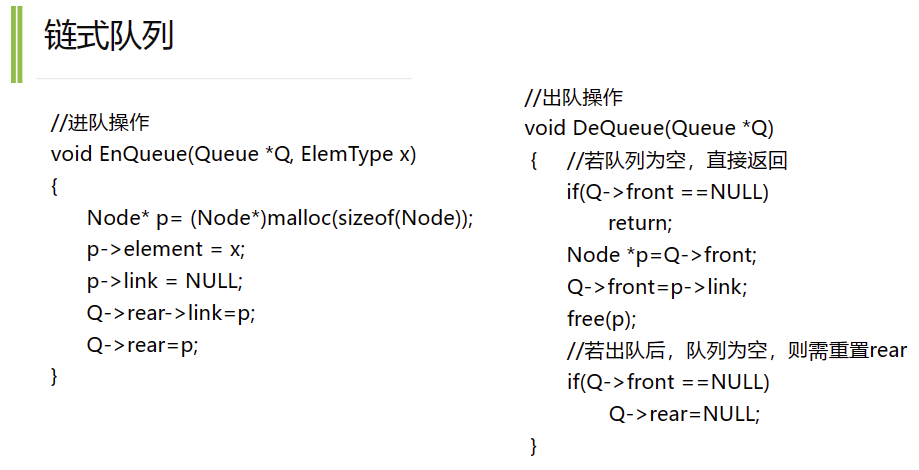 链式队列
//进队操作
void EnQueue(Queue *Q, ElemType x)
{
Node* p= (Node*)malloc(sizeof(Node));
p->element = x;
p->link = NULL;
Q->rear->link=p;
Q->rear=p;
}
//出队操作
void DeQueue(Queue *Q)
{ //若队列为空，直接返回
if(Q->front ==NULL)
return;
Node *p=Q->front;
Q->front=p->link;
free(p);
//若出队后，队列为空，则需重置rear
if(Q->front ==NULL)
Q->rear=NULL;
}